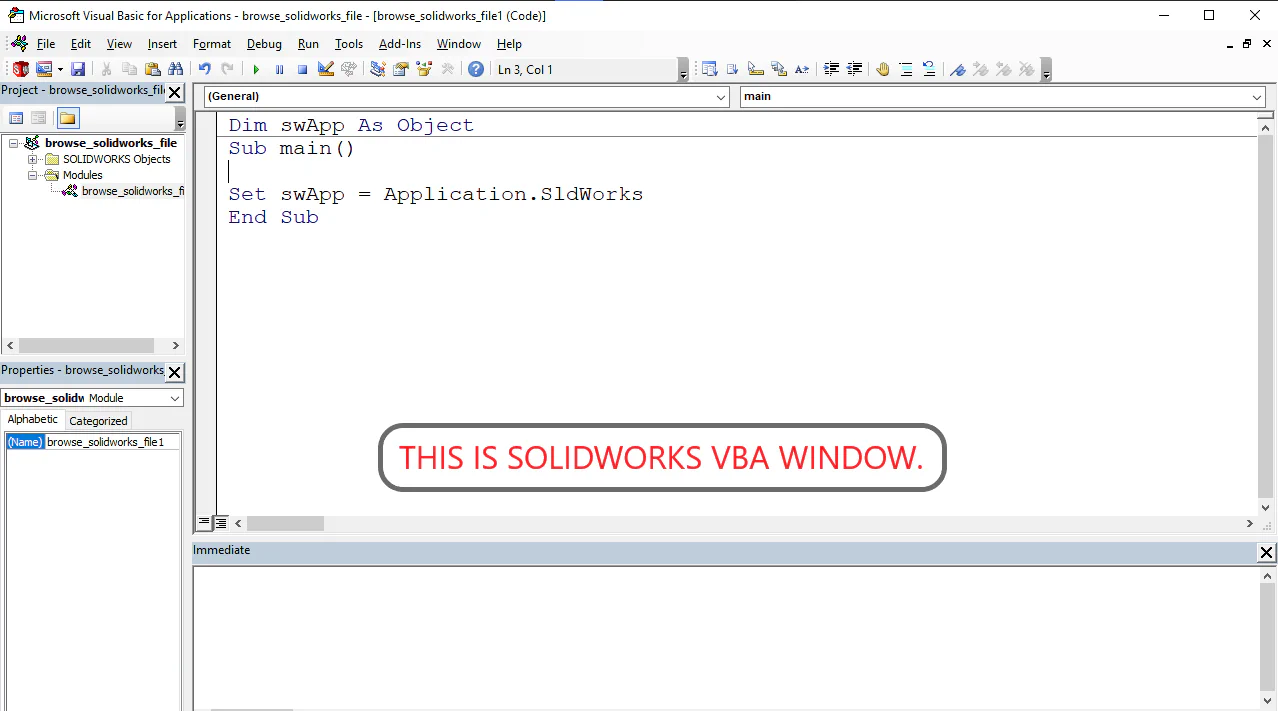 Microsoft Visual Basic for Applications - browse_solidworks_file - [browse_solidworks_file1 (Code)]
File Edit View Insert Format Debug Run Tools Add-Ins Window Help
Ln 3, Col 1
Project - browse_solidworks_fil
browse_solidworks_file
SOLIDWORKS Objects
Modules
browse_solidworks_fi
Properties - browse_solidworks
browse_solidw Module
Alphabetic Categorized
(Name) browse_solidworks_file1
(General) main
Dim swApp As Object
Sub main()
Set swApp = Application.SldWorks
End Sub
THIS IS SOLIDWORKS VBA WINDOW.
Immediate